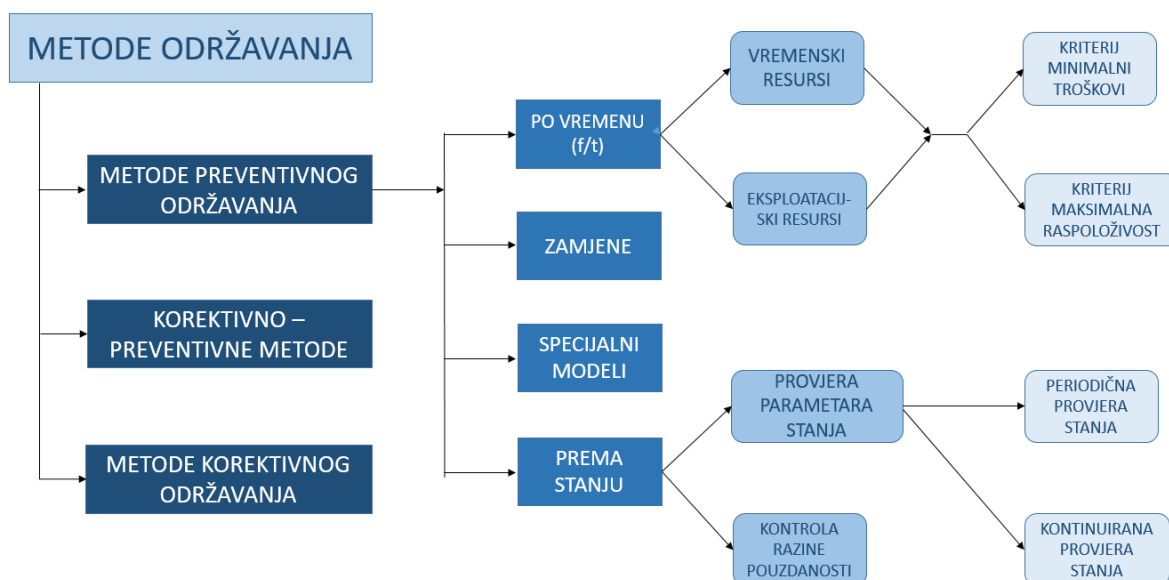 METODE ODRŽAVANJA
METODE PREVENTIVNOG
ODRŽAVANJA
KOREKTIVNO –
PREVENTIVNE METODE
METODE KOREKTIVNOG
ODRŽAVANJA
PO VREMENU
(f/t)
ZAMJENE
SPECIJALNI
MODELI
PREMA
STANJU
VREMENSKI
RESURSI
EKSPLOATACIJ-
SKI RESURSI
PROVJERA
PARAMETARA
STANJA
KONTROLA
RAZINE
POUZDANOSTI
KRITERIJ
MINIMALNI
TROŠKOVI
KRITERIJ
MAKSIMALNA
RASPOLOŽIVOST
PERIODIČNA
PROVJERA
STANJA
KONTINUIRANA
PROVJERA
STANJA